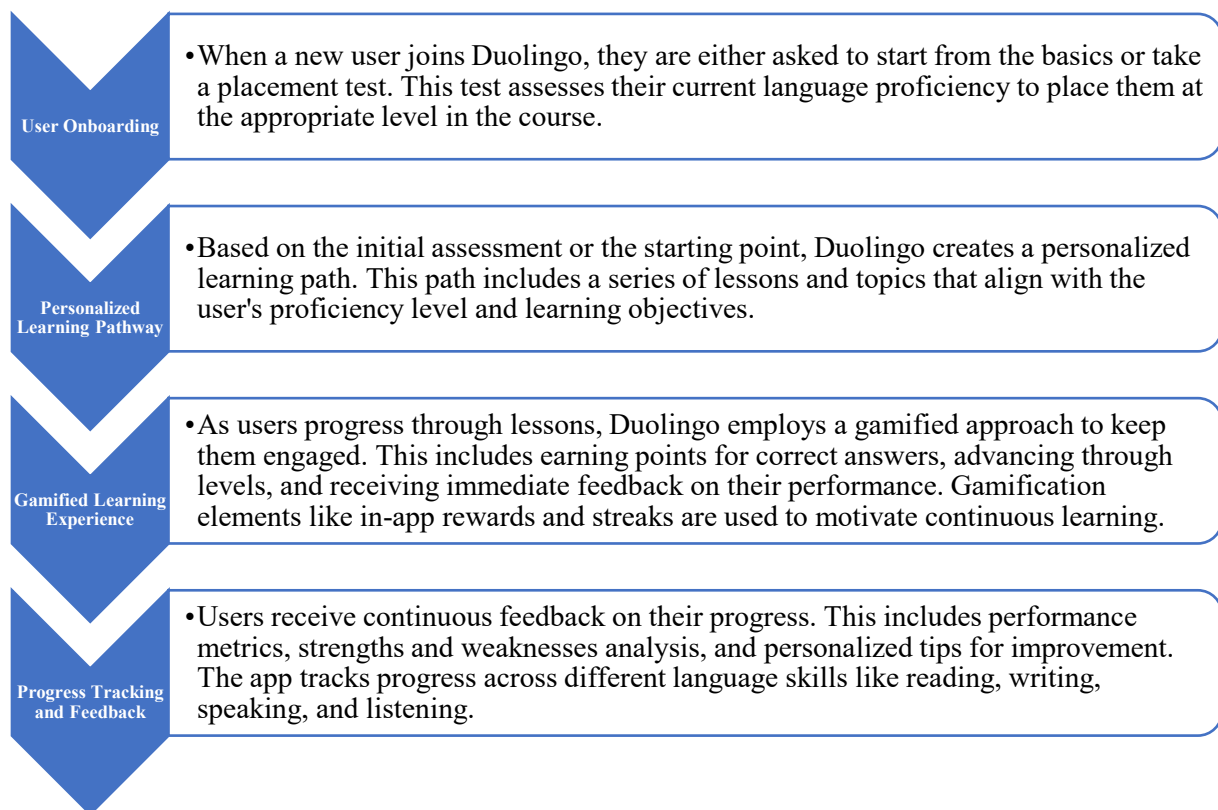 User Onboarding
•When a new user joins Duolingo, they are either asked to start from the basics or take
a placement test. This test assesses their current language proficiency to place them at
the appropriate level in the course.
Personalized
Learning Pathway
•Based on the initial assessment or the starting point, Duolingo creates a personalized
learning path. This path includes a series of lessons and topics that align with the
user's proficiency level and learning objectives.
Gamified Learning
Experience
•As users progress through lessons, Duolingo employs a gamified approach to keep
them engaged. This includes earning points for correct answers, advancing through
levels, and receiving immediate feedback on their performance. Gamification
elements like in-app rewards and streaks are used to motivate continuous learning.
Progress Tracking
and Feedback
•Users receive continuous feedback on their progress. This includes performance
metrics, strengths and weaknesses analysis, and personalized tips for improvement.
The app tracks progress across different language skills like reading, writing,
speaking, and listening.